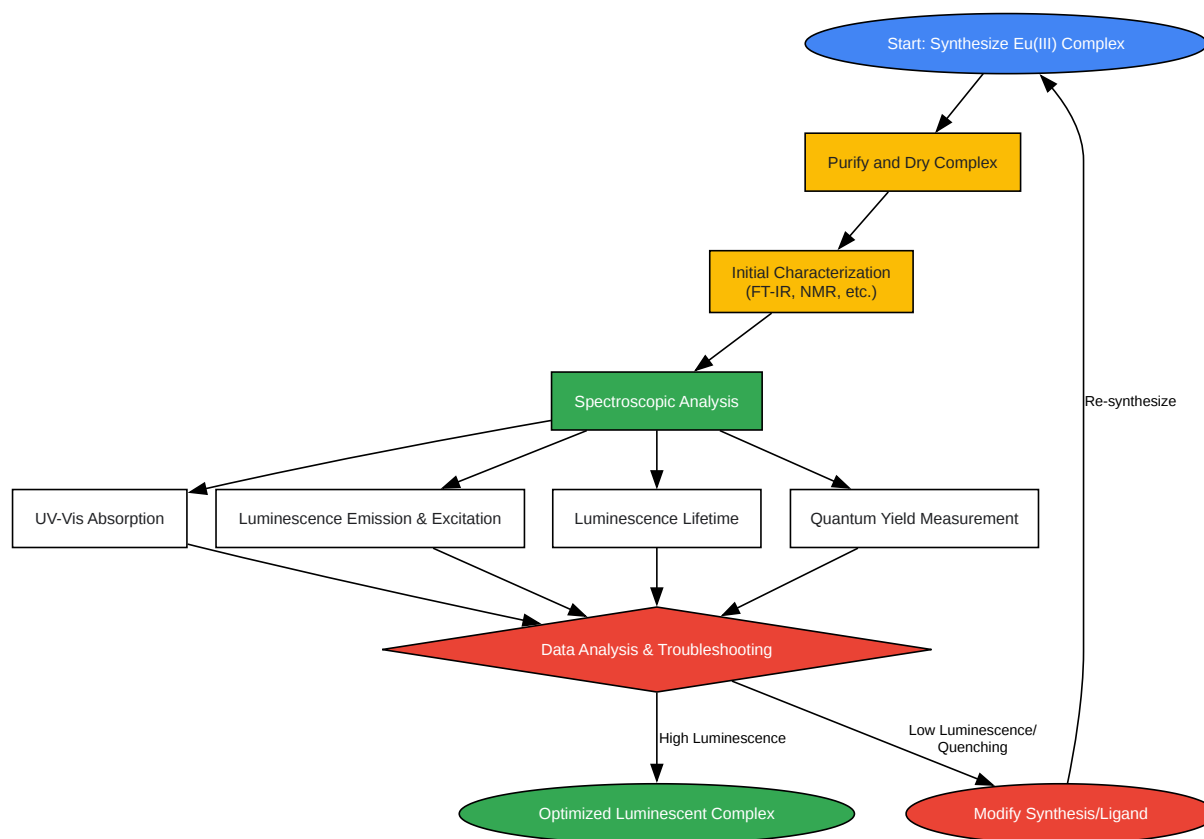 Start: Synthesize Eu(III) Complex
Purify and Dry Complex
Initial Characterization
(FT-IR, NMR, etc.)
Spectroscopic Analysis
Re-synthesize
UV-Vis Absorption
Luminescence Emission & Excitation
Luminescence Lifetime
Quantum Yield Measurement
Data Analysis & Troubleshooting
High Luminescence
Low Luminescence/
Quenching
Optimized Luminescent Complex
Modify Synthesis/Ligand